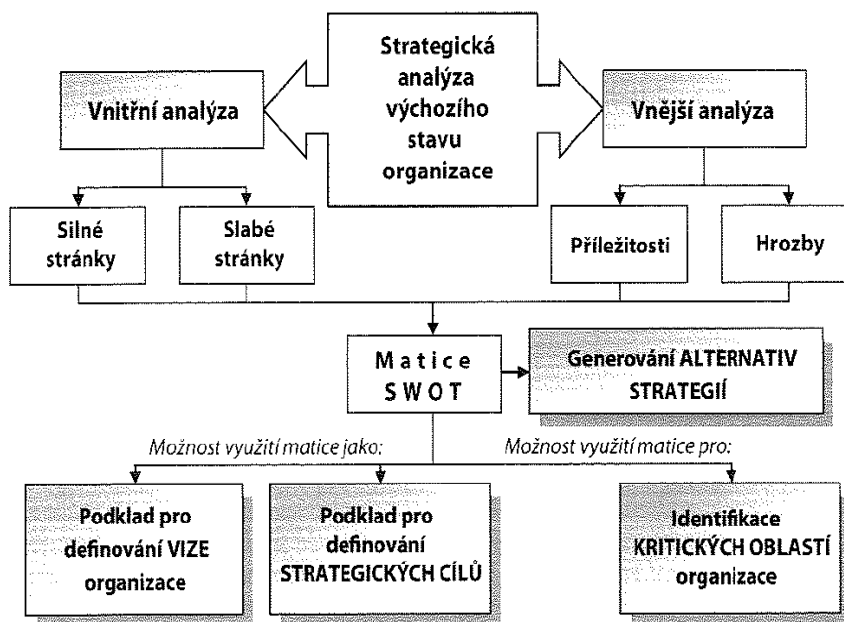 Strategická
analýza
výchozího
stavu
organizace
Vnitřní analýza
Vnější analýza
Silné
stránky
Slabé
stránky
Příležitosti
Hrozby
Matice
SWOT
Generování ALTERNATIV
STRATEGIÍ
Možnost využití matice jako:
Možnost využití matice pro:
Podklad pro
definování VIZE
organizace
Podklad pro
definování
STRATEGICKÝCH CÍLŮ
Identifikace
KRITICKÝCH OBLASTÍ
organizace